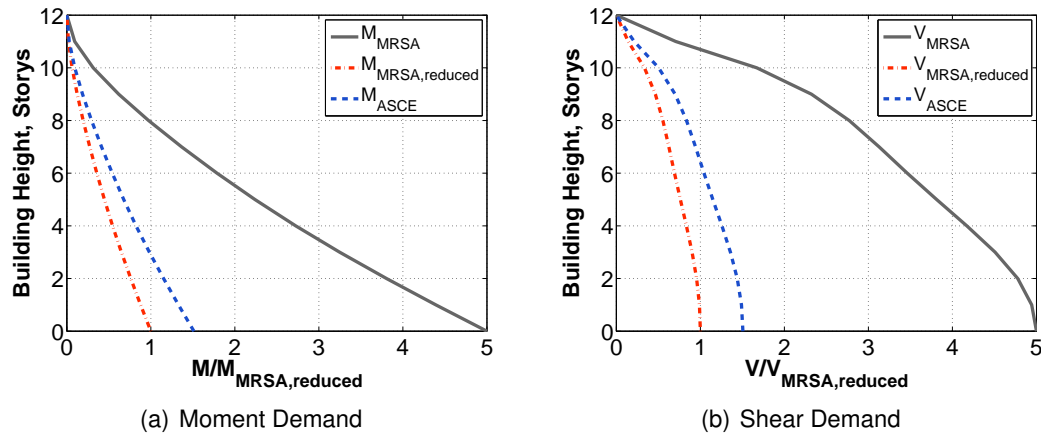 12
10
8
6
4
2
0
Building Height, Storys
M_MRSA
M_MRSA,reduced
M_ASCE
0 1 2 3 4 5
M/M_MRSA,reduced
(a) Moment Demand
12
10
8
6
4
2
0
Building Height, Storys
V_MRSA
V_MRSA,reduced
V_ASCE
0 1 2 3 4 5
V/V_MRSA,reduced
(b) Shear Demand